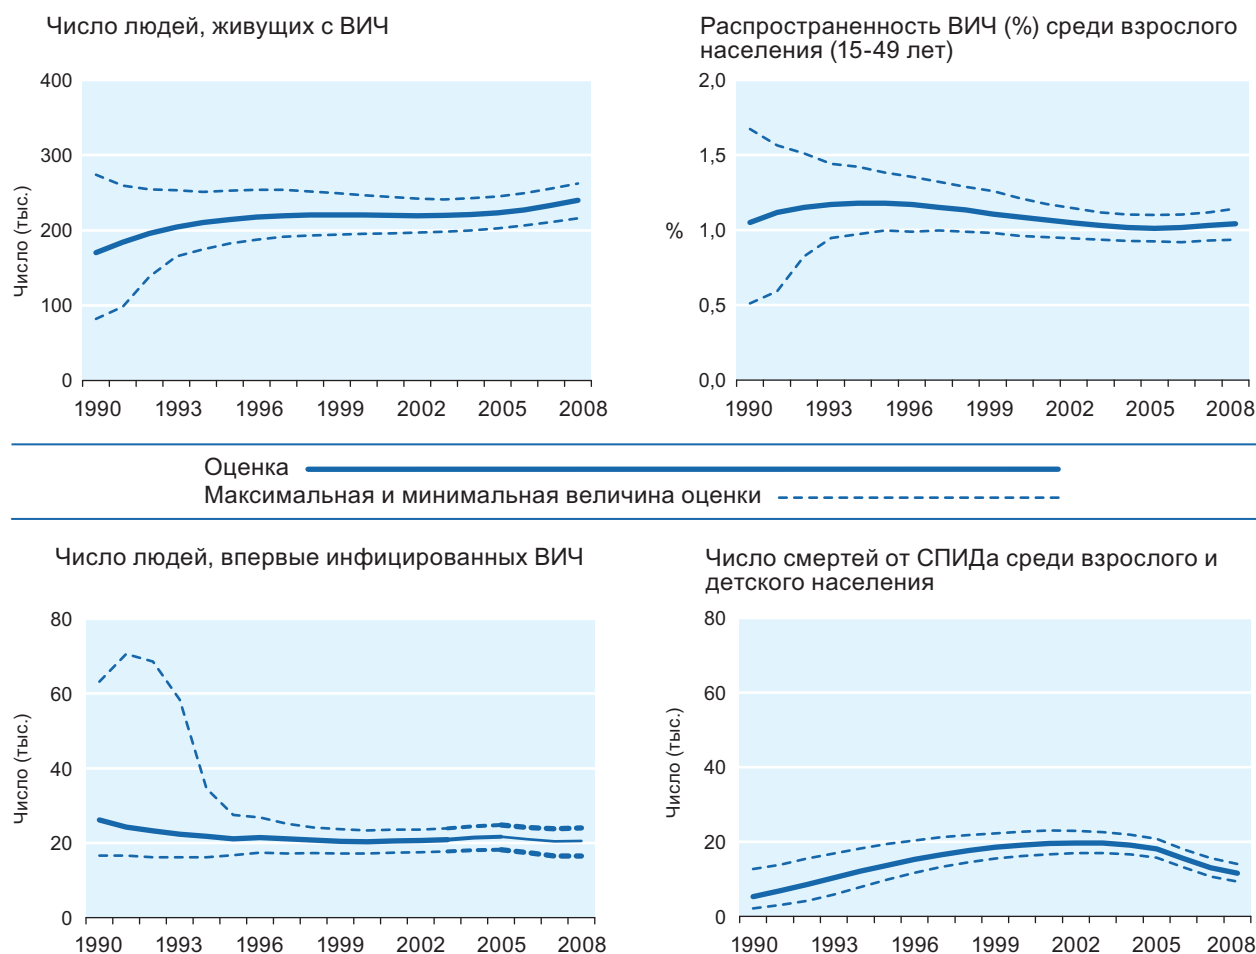 Число людей, живущих с ВИЧ
400
300
200
100
0
Число (тыс.)
1990 1993 1996 1999 2002 2005 2008
Распространенность ВИЧ (%) среди взрослого
населения (15-49 лет)
2,0
1,5
1,0
0,5
0,0
%
1990 1993 1996 1999 2002 2005 2008
Оценка
Максимальная и минимальная величина оценки
Число людей, впервые инфицированных ВИЧ
80
60
40
20
0
Число (тыс.)
1990 1993 1996 1999 2002 2005 2008
Число смертей от СПИДа среди взрослого и
детского населения
80
60
40
20
0
Число (тыс.)
1990 1993 1996 1999 2002 2005 2008